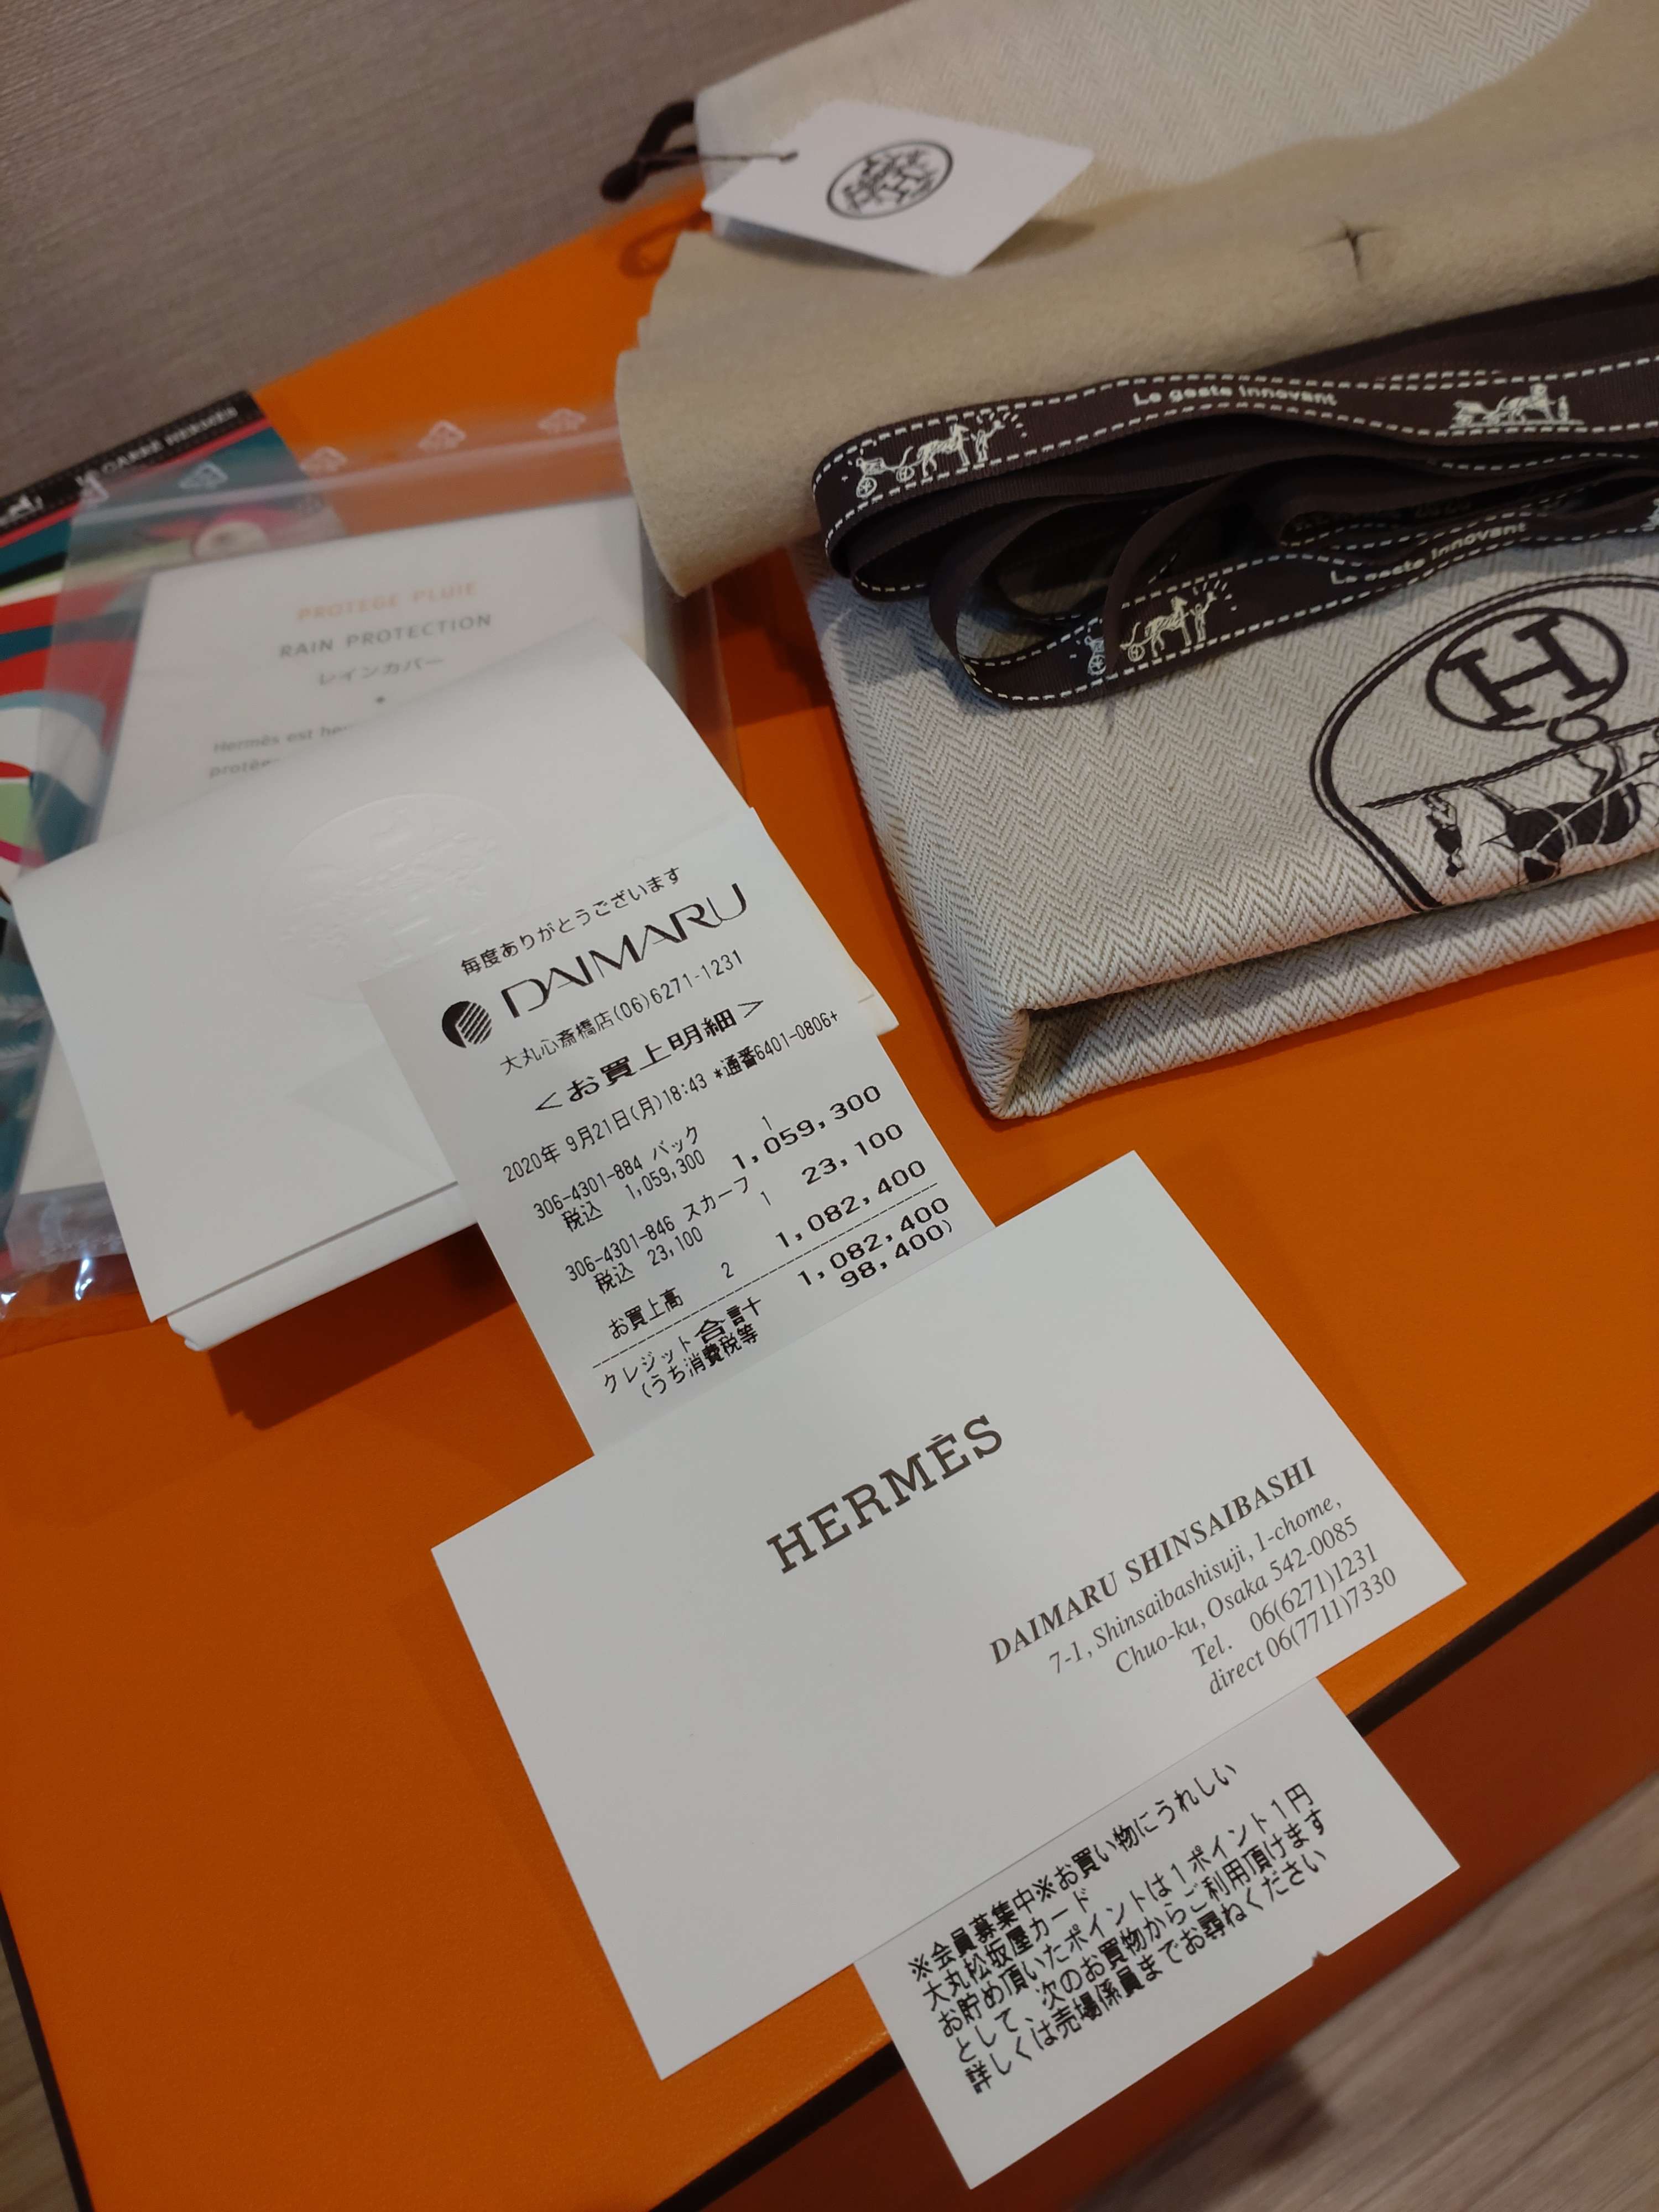 CARRÉ HERMÈS
Le geste innovant
Le geste innovant
H
PROTEGE PLUIE
RAIN PROTECTION
レインカバー
Hermès est
毎度ありがとうございます
DAIMARU
大丸心斎橋店(06)6271-1231
<お買上明細>
2020年 9月21日(月)18:43 *通番6401-0806+
306-4301-884 バック 1
税込 1,059,300 1,059,300
306-4301-846 スカーフ 1
税込 23,100 23,100
お買上高 2 1,082,400
クレジット合計 1,082,400
(うち消費税等 98,400)
HERMÈS
DAIMARU SHINSAIBASHI
7-1, Shinsaibashisuji, 1-chome,
Chuo-ku, Osaka 542-0085
Tel. 06(6271)1231
direct 06(7711)7330
※会員募集中※お買い物にうれしい
大丸松坂屋カード
お貯め頂いたポイントは1ポイント1円
として、次のお買物からご利用頂けます
詳しくは売場係員までお尋ねください